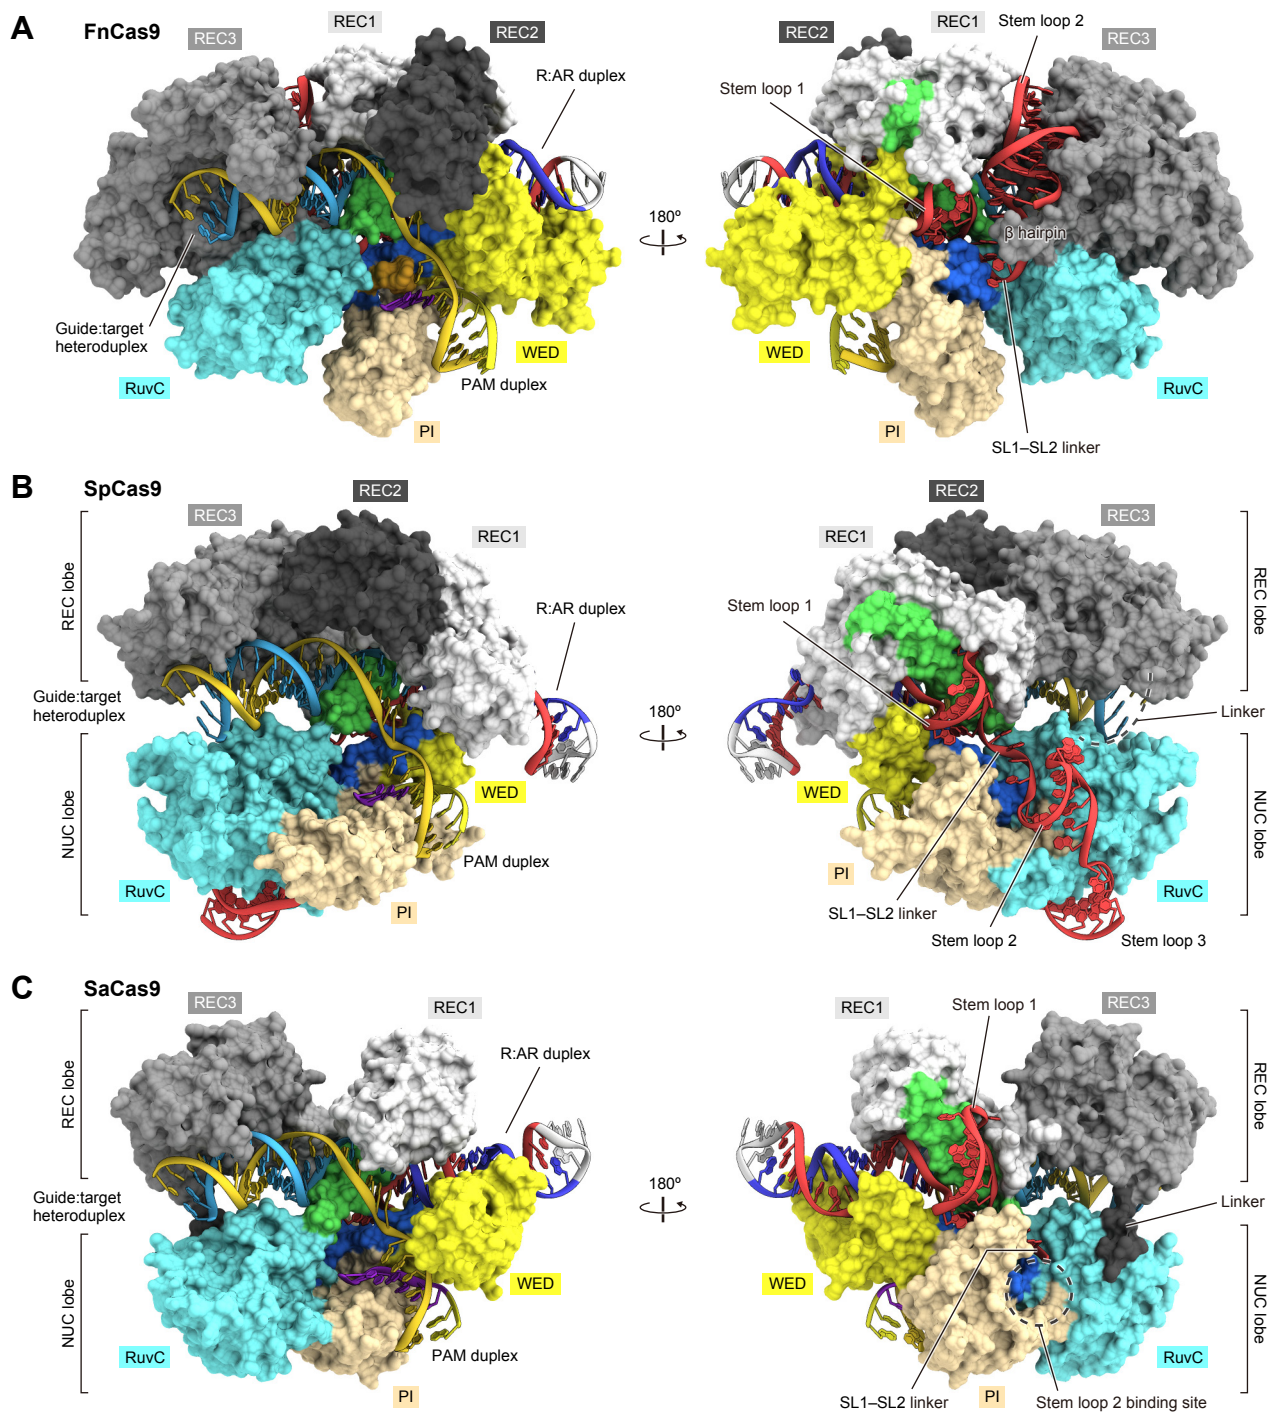 A
FnCas9
REC3
REC1
REC2
R:AR duplex
Guide:target
heteroduplex
RuvC
PI
PAM duplex
WED
180º
REC2
REC1
Stem loop 2
REC3
Stem loop 1
β hairpin
WED
PI
SL1–SL2 linker
RuvC
B
SpCas9
REC lobe
NUC lobe
REC3
REC2
REC1
R:AR duplex
Guide:target
heteroduplex
WED
PAM duplex
RuvC
PI
180º
REC2
REC1
REC3
Stem loop 1
Linker
WED
PI
SL1–SL2 linker
Stem loop 2
Stem loop 3
RuvC
REC lobe
NUC lobe
C
SaCas9
REC lobe
NUC lobe
REC3
REC1
R:AR duplex
Guide:target
heteroduplex
WED
PAM duplex
RuvC
PI
180º
REC1
Stem loop 1
REC3
Linker
WED
RuvC
SL1–SL2 linker
PI
Stem loop 2 binding site
REC lobe
NUC lobe